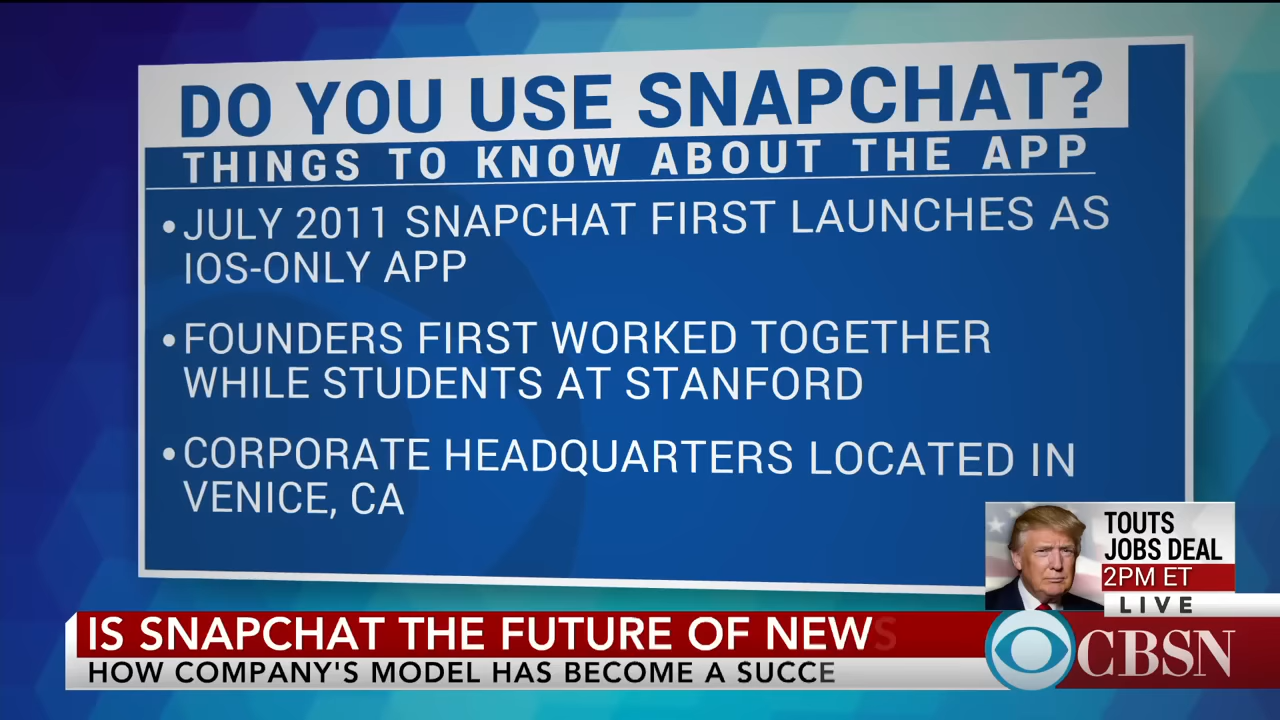 DO YOU USE SNAPCHAT?
THINGS TO KNOW ABOUT THE APP
•JULY 2011 SNAPCHAT FIRST LAUNCHES AS
IOS-ONLY APP
•FOUNDERS FIRST WORKED TOGETHER
WHILE STUDENTS AT STANFORD
•CORPORATE HEADQUARTERS LOCATED IN
VENICE, CA
TOUTS
JOBS DEAL
2PM ET
LIVE
IS SNAPCHAT THE FUTURE OF NEWS
HOW COMPANY'S MODEL HAS BECOME A SUCCE
CBSN